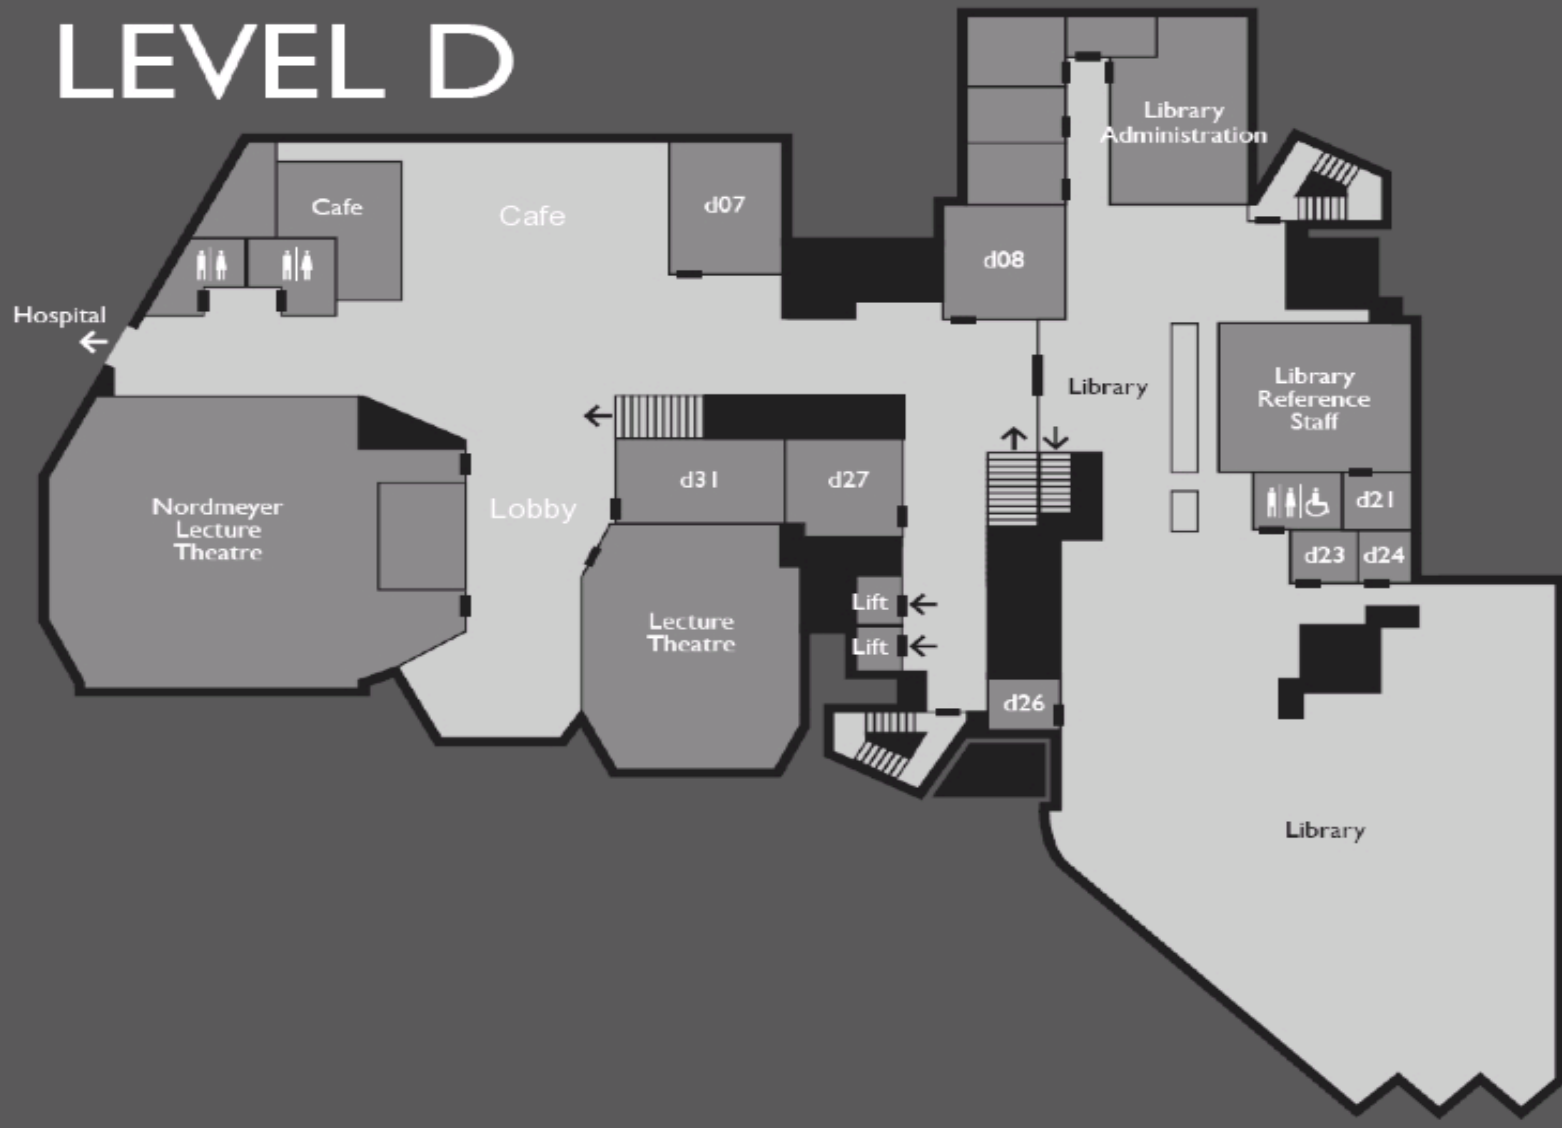 LEVEL D
Library
Administration
Cafe
Cafe
d07
d08
Hospital
Library
Library
Reference
Staff
d31
d27
Nordmeyer
Lecture
Theatre
Lobby
d21
d23
d24
Lift
Lift
Lecture
Theatre
d26
Library